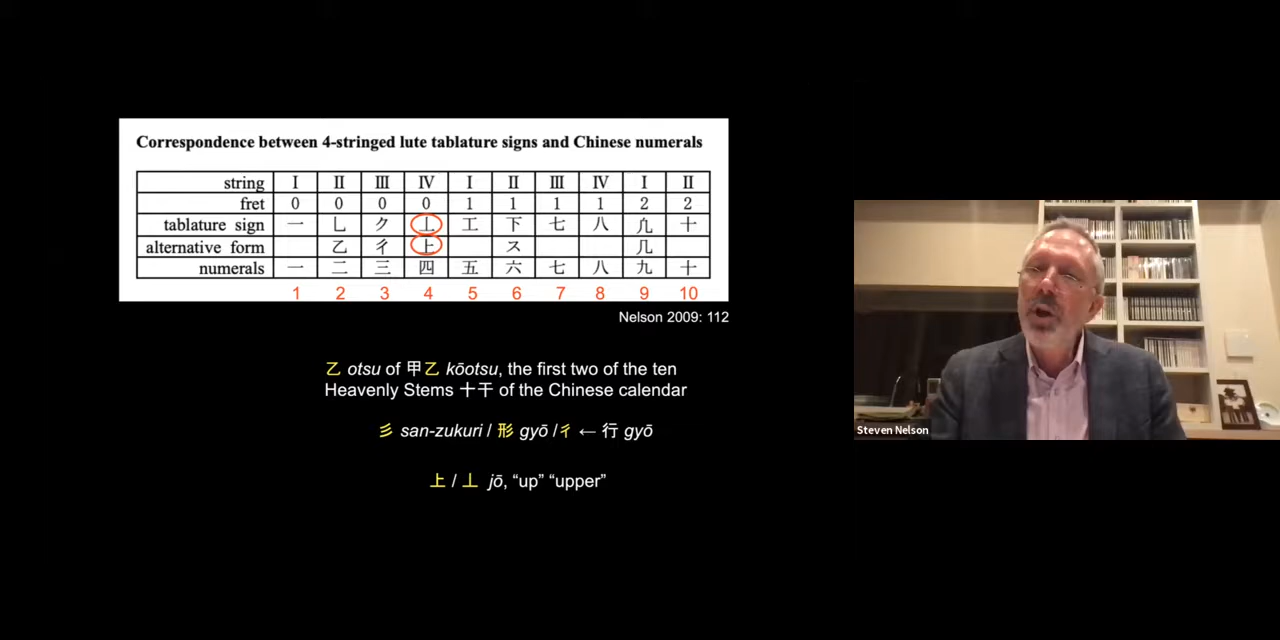 Correspondence between 4-stringed lute tablature signs and Chinese numerals
string I II III IV I II III IV I II
fret 0 0 0 0 1 1 1 1 2 2
tablature sign 一 乚 ク 丄 工 下 七 八 凢 十
alternative form 乙 彳 上 ス 几
numerals 一 二 三 四 五 六 七 八 九 十
1 2 3 4 5 6 7 8 9 10
Nelson 2009: 112
乙 otsu of 甲乙 kōotsu, the first two of the ten
Heavenly Stems 十干 of the Chinese calendar
彡 san-zukuri / 形 gyō /彳 ← 行 gyō
上 / 丄 jō, “up” “upper”
Steven Nelson